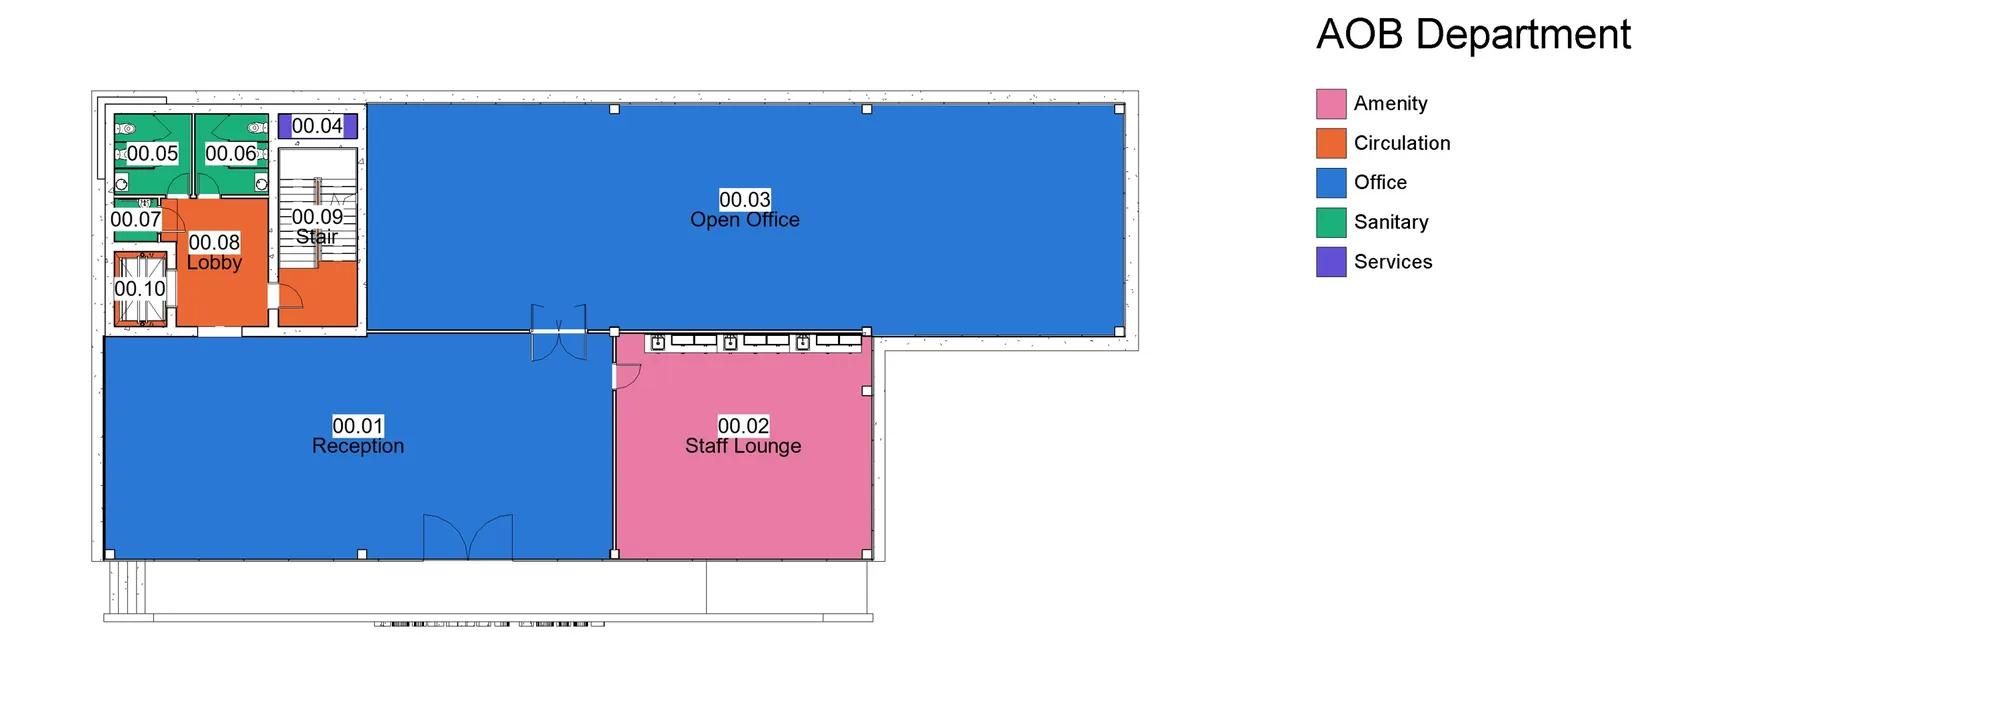 AOB Department
Amenity
Circulation
Office
Sanitary
Services
00.04
00.05
00.06
00.03
Open Office
00.07
00.09
Stair
00.08
Lobby
00.10
00.01
Reception
00.02
Staff Lounge